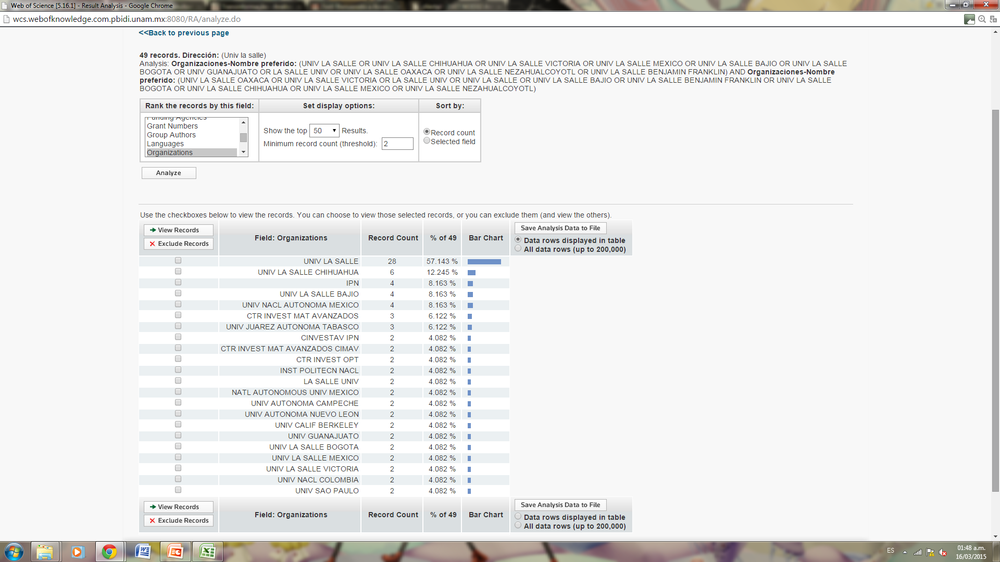 Web of Science [5.16.1] - Result Analysis - Google Chrome
wcs.webofknowledge.com.pbidi.unam.mx:8080/RA/analyze.do
<<Back to previous page
49 records. Dirección: (Univ la salle)
Analysis: Organizaciones-Nombre preferido: (UNIV LA SALLE OR UNIV LA SALLE CHIHUAHUA OR UNIV LA SALLE VICTORIA OR UNIV LA SALLE MEXICO OR UNIV LA SALLE BAJIO OR UNIV LA SALLE
BOGOTA OR UNIV GUANAJUATO OR LA SALLE UNIV OR UNIV LA SALLE OAXACA OR UNIV LA SALLE NEZAHUALCOYOTL OR UNIV LA SALLE BENJAMIN FRANKLIN) AND Organizaciones-Nombre
preferido: (UNIV LA SALLE OAXACA OR UNIV LA SALLE VICTORIA OR LA SALLE UNIV OR UNIV LA SALLE OR UNIV LA SALLE BAJIO OR UNIV LA SALLE BENJAMIN FRANKLIN OR UNIV LA SALLE
BOGOTA OR UNIV LA SALLE CHIHUAHUA OR UNIV LA SALLE MEXICO OR UNIV LA SALLE NEZAHUALCOYOTL)
Rank the records by this field: Set display options: Sort by:
Funding Agencies
Grant Numbers
Group Authors
Languages
Organizations
Show the top 50 Results.
Minimum record count (threshold): 2
Record count
Selected field
Analyze
Use the checkboxes below to view the records. You can choose to view those selected records, or you can exclude them (and view the others).
View Records
Exclude Records
Field: Organizations Record Count % of 49 Bar Chart
Save Analysis Data to File
Data rows displayed in table
All data rows (up to 200,000)
UNIV LA SALLE 28 57.143 %
UNIV LA SALLE CHIHUAHUA 6 12.245 %
IPN 4 8.163 %
UNIV LA SALLE BAJIO 4 8.163 %
UNIV NACL AUTONOMA MEXICO 4 8.163 %
CTR INVEST MAT AVANZADOS 3 6.122 %
UNIV JUAREZ AUTONOMA TABASCO 3 6.122 %
CINVESTAV IPN 2 4.082 %
CTR INVEST MAT AVANZADOS CIMAV 2 4.082 %
CTR INVEST OPT 2 4.082 %
INST POLITECN NACL 2 4.082 %
LA SALLE UNIV 2 4.082 %
NATL AUTONOMOUS UNIV MEXICO 2 4.082 %
UNIV AUTONOMA CAMPECHE 2 4.082 %
UNIV AUTONOMA NUEVO LEON 2 4.082 %
UNIV CALIF BERKELEY 2 4.082 %
UNIV GUANAJUATO 2 4.082 %
UNIV LA SALLE BOGOTA 2 4.082 %
UNIV LA SALLE MEXICO 2 4.082 %
UNIV LA SALLE VICTORIA 2 4.082 %
UNIV NACL COLOMBIA 2 4.082 %
UNIV SAO PAULO 2 4.082 %
View Records
Exclude Records
Field: Organizations Record Count % of 49 Bar Chart
Save Analysis Data to File
Data rows displayed in table
All data rows (up to 200,000)
ES
01:48 a.m.
16/03/2015